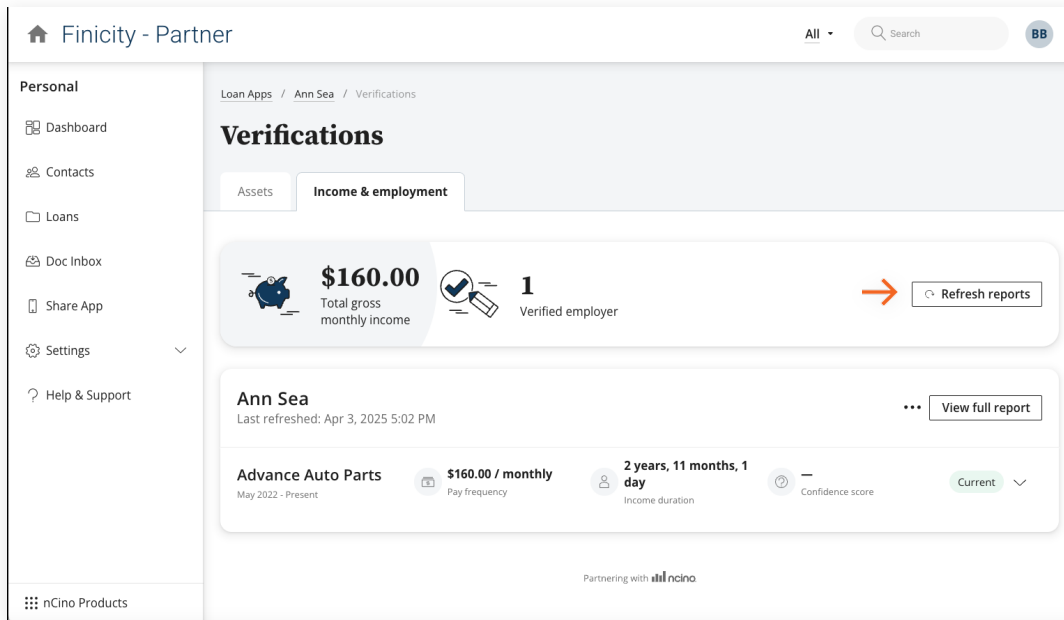 Finicity - Partner
All
Search
BB
Personal
Dashboard
Contacts
Loans
Doc Inbox
Share App
Settings
Help & Support
nCino Products
Loan Apps / Ann Sea / Verifications
Verifications
Assets
Income & employment
$160.00
Total gross
monthly income
1
Verified employer
Refresh reports
Ann Sea
Last refreshed: Apr 3, 2025 5:02 PM
View full report
Advance Auto Parts
May 2022 - Present
$160.00 / monthly
Pay frequency
2 years, 11 months, 1
day
Income duration
—
Confidence score
Current
Partnering with ncino